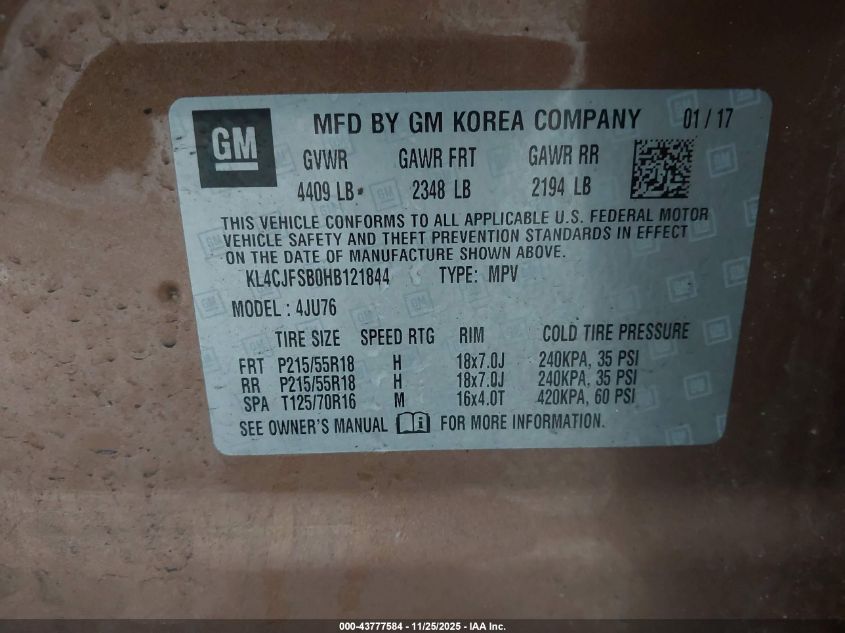 GM
MFD BY GM KOREA COMPANY 01/17
GVWR GAWR FRT GAWR RR
4409 LB 2348 LB 2194 LB
THIS VEHICLE CONFORMS TO ALL APPLICABLE U.S. FEDERAL MOTOR
VEHICLE SAFETY AND THEFT PREVENTION STANDARDS IN EFFECT
ON THE DATE OF MANUFACTURE SHOWN ABOVE.
KL4CJFSB0HB121844 TYPE: MPV
MODEL : 4JU76
TIRE SIZE SPEED RTG RIM COLD TIRE PRESSURE
FRT P215/55R18 H 18x7.0J 240KPA, 35 PSI
RR P215/55R18 H 18x7.0J 240KPA, 35 PSI
SPA T125/70R16 M 16x4.0T 420KPA, 60 PSI
SEE OWNER'S MANUAL FOR MORE INFORMATION.
000-43777584 - 11/25/2025 - IAA Inc.